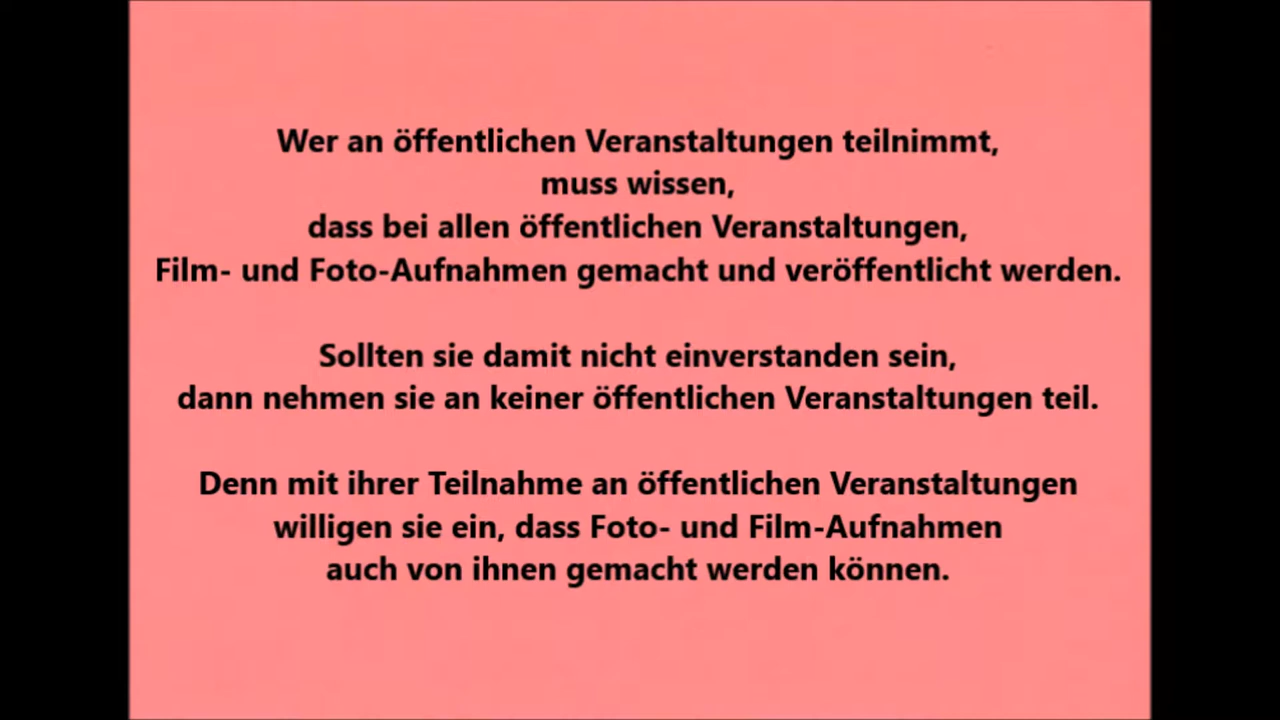 Wer an öffentlichen Veranstaltungen teilnimmt,
muss wissen,
dass bei allen öffentlichen Veranstaltungen,
Film- und Foto-Aufnahmen gemacht und veröffentlicht werden.
Sollten sie damit nicht einverstanden sein,
dann nehmen sie an keiner öffentlichen Veranstaltungen teil.
Denn mit ihrer Teilnahme an öffentlichen Veranstaltungen
willigen sie ein, dass Foto- und Film-Aufnahmen
auch von ihnen gemacht werden können.